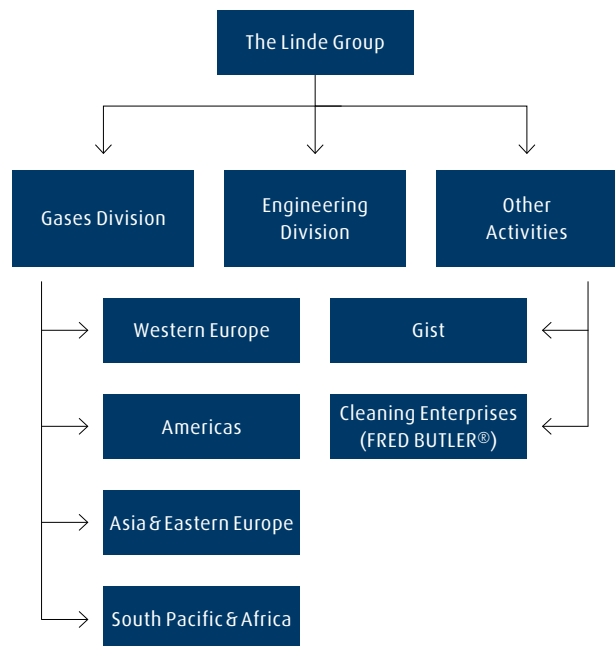 The Linde Group
Gases Division
Engineering
Division
Other
Activities
Western Europe
Gist
Americas
Cleaning Enterprises
(FRED BUTLER®)
Asia & Eastern Europe
South Pacific & Africa